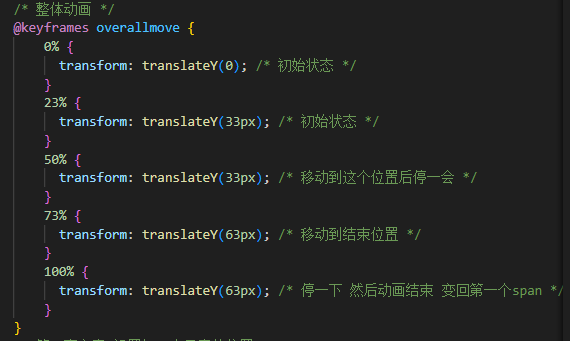 /* 整体动画 */
@keyframes overallmove {
0% {
transform: translateY(0); /* 初始状态 */
}
23% {
transform: translateY(33px); /* 初始状态 */
}
50% {
transform: translateY(33px); /* 移动到这个位置后停一会 */
}
73% {
transform: translateY(63px); /* 移动到结束位置 */
}
100% {
transform: translateY(63px); /* 停一下 然后动画结束 变回第一个span */
}
}